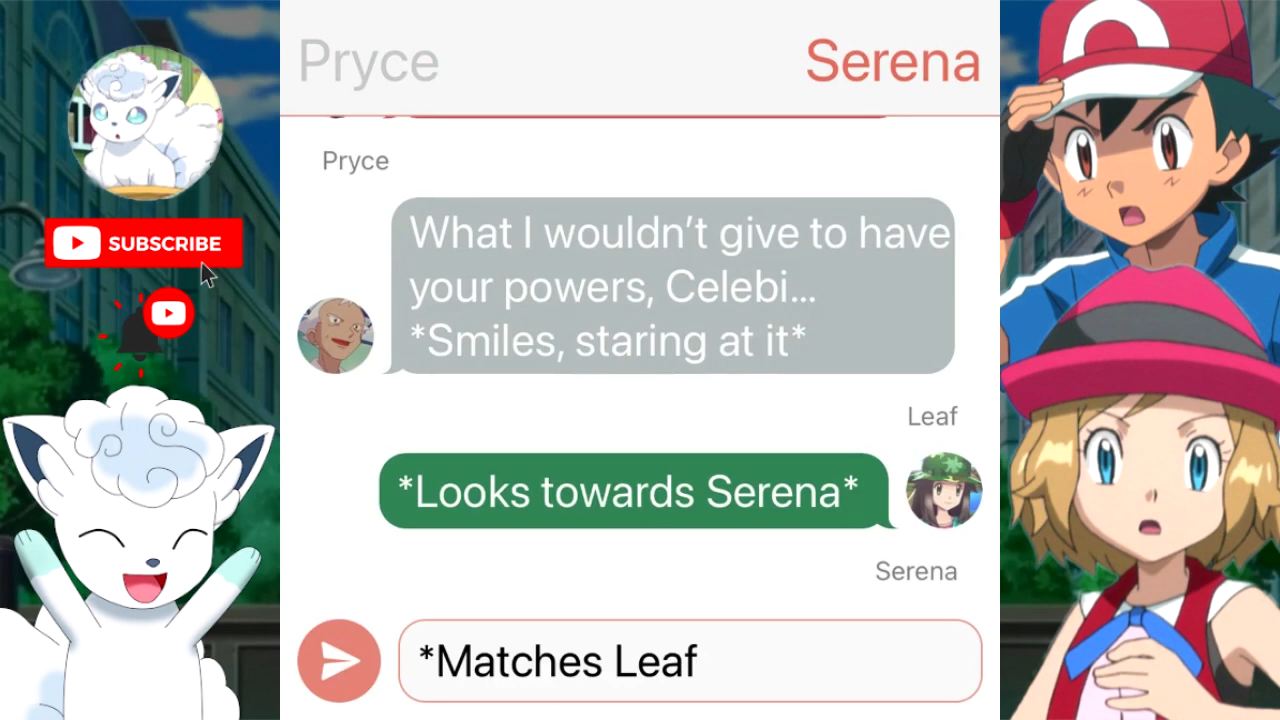 Pryce
Serena
SUBSCRIBE
Pryce
What I wouldn’t give to have
your powers, Celebi...
*Smiles, staring at it*
Leaf
*Looks towards Serena*
Serena
*Matches Leaf